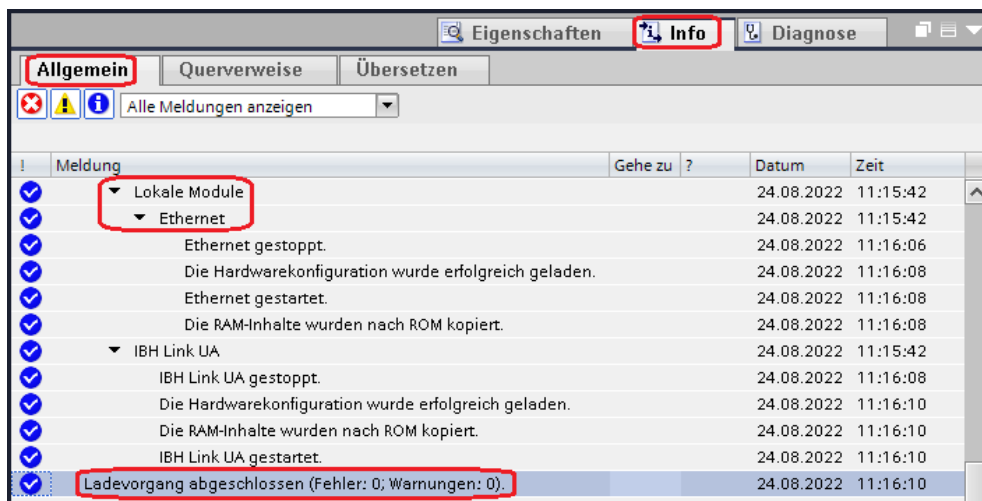 Eigenschaften Info Diagnose
Allgemein Querverweise Übersetzen
Alle Meldungen anzeigen
! Meldung Gehe zu ? Datum Zeit
Lokale Module 24.08.2022 11:15:42
Ethernet 24.08.2022 11:15:42
Ethernet gestoppt. 24.08.2022 11:16:06
Die Hardwarekonfiguration wurde erfolgreich geladen. 24.08.2022 11:16:08
Ethernet gestartet. 24.08.2022 11:16:08
Die RAM-Inhalte wurden nach ROM kopiert. 24.08.2022 11:16:08
IBH Link UA 24.08.2022 11:15:42
IBH Link UA gestoppt. 24.08.2022 11:16:08
Die Hardwarekonfiguration wurde erfolgreich geladen. 24.08.2022 11:16:10
Die RAM-Inhalte wurden nach ROM kopiert. 24.08.2022 11:16:10
IBH Link UA gestartet. 24.08.2022 11:16:10
Ladevorgang abgeschlossen (Fehler: 0; Warnungen: 0). 24.08.2022 11:16:10